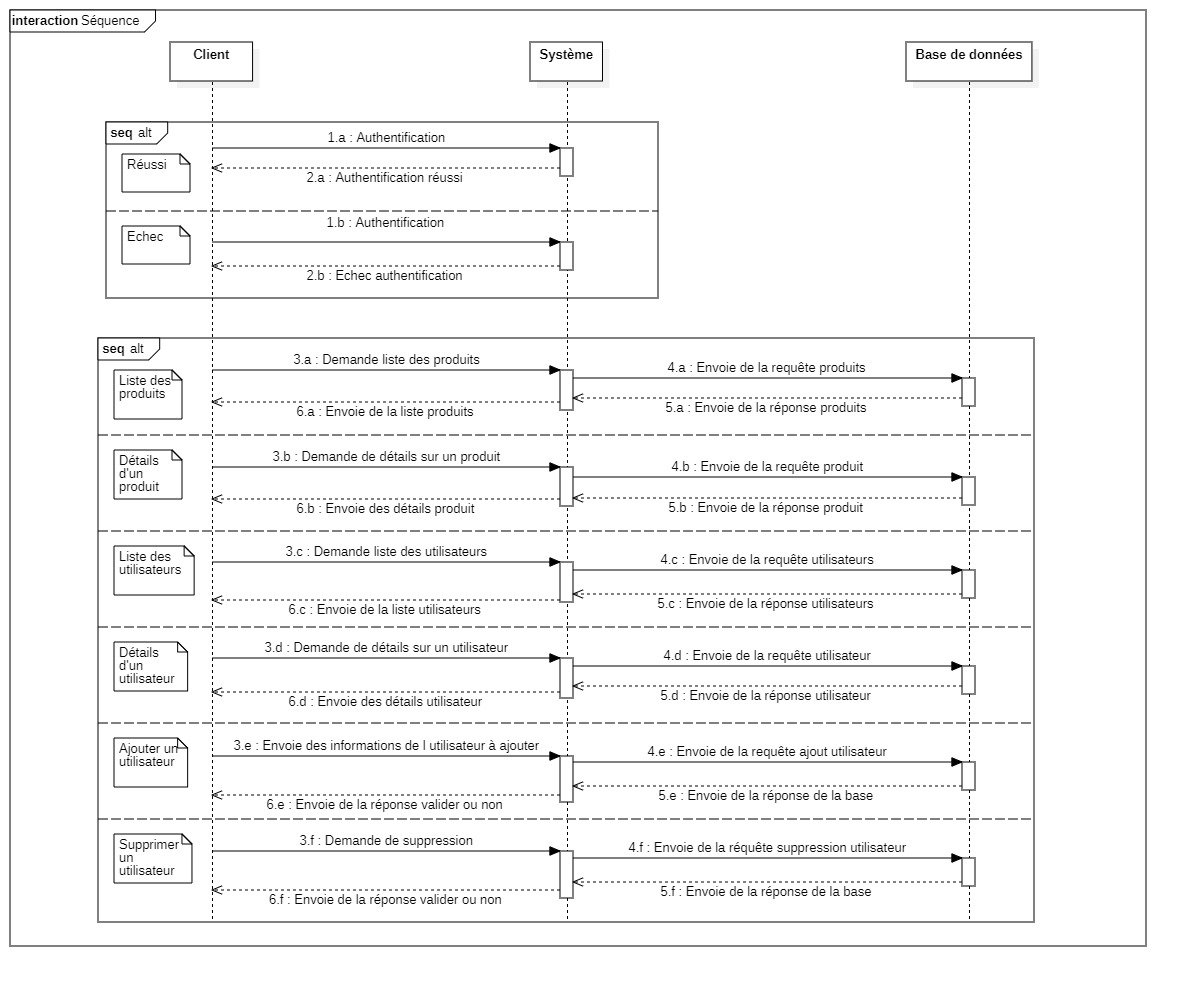 interaction Séquence
Client
Système
Base de données
seq alt
1.a : Authentification
Réussi
2.a : Authentification réussi
1.b : Authentification
Echec
2.b : Echec authentification
seq alt
3.a : Demande liste des produits
4.a : Envoie de la requête produits
Liste des
produits
6.a : Envoie de la liste produits
5.a : Envoie de la réponse produits
3.b : Demande de détails sur un produit
4.b : Envoie de la requête produit
Détails
d'un
produit
6.b : Envoie des détails produit
5.b : Envoie de la réponse produit
3.c : Demande liste des utilisateurs
4.c : Envoie de la requête utilisateurs
Liste des
utilisateurs
6.c : Envoie de la liste utilisateurs
5.c : Envoie de la réponse utilisateurs
3.d : Demande de détails sur un utilisateur
4.d : Envoie de la requête utilisateur
Détails
d'un
utilisateur
6.d : Envoie des détails utilisateur
5.d : Envoie de la réponse utilisateur
3.e : Envoie des informations de l utilisateur à ajouter
4.e : Envoie de la requête ajout utilisateur
Ajouter un
utilisateur
6.e : Envoie de la réponse valider ou non
5.e : Envoie de la réponse de la base
3.f : Demande de suppression
4.f : Envoie de la réquête suppression utilisateur
Supprimer
un
utilisateur
6.f : Envoie de la réponse valider ou non
5.f : Envoie de la réponse de la base